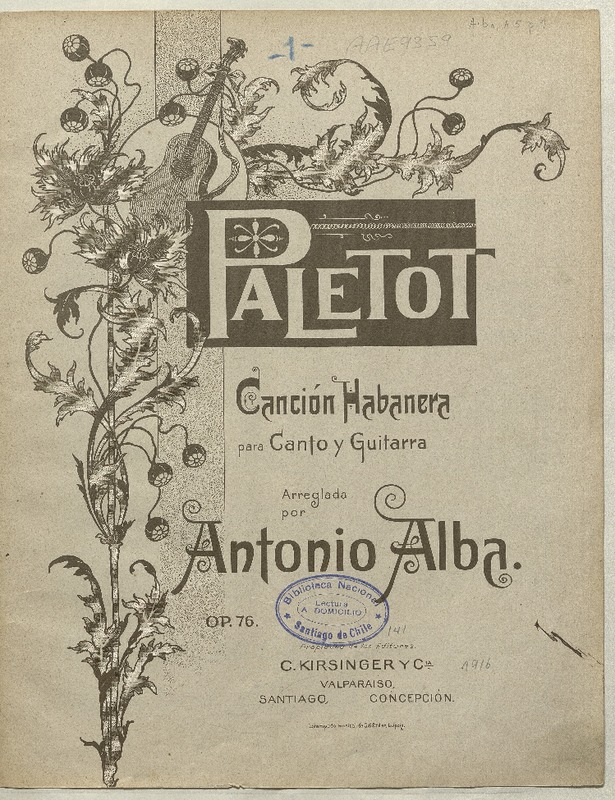 -1-
AAE9359
PALETOT
Canción Habanera
para Canto y Guitarra
Arreglada
por
Antonio Alba.
OP. 76.
Biblioteca Nacional
Lectura
(A DOMICILIO)
Santiago de Chile
141
Propiedad de los Editores.
C. KIRSINGER Y Cia
A916
VALPARAISO,
SANTIAGO, CONCEPCIÓN.